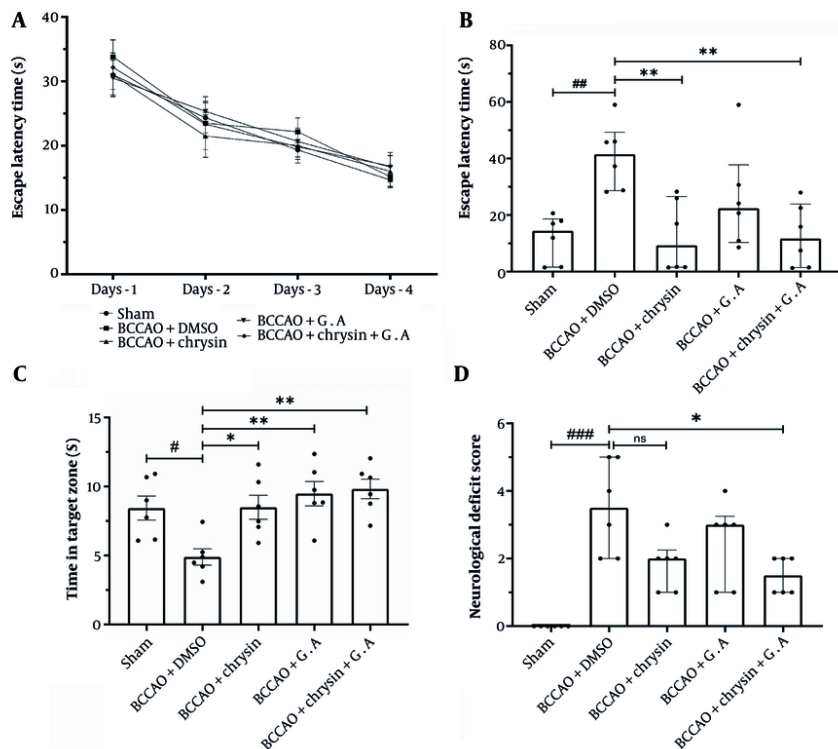 A
Escape latency time (s)
40
30
20
10
0
Days-1 Days-2 Days-3 Days-4
Sham
BCCAO+DMSO
BCCAO+chrysin
BCCAO+G.A
BCCAO+chrysin+G.A
B
Escape latency time (s)
80
60
40
20
0
##
**
**
Sham
BCCAO+DMSO
BCCAO+chrysin
BCCAO+G.A
BCCAO+chrysin+G.A
C
Time in target zone (S)
15
10
5
0
#
*
**
**
Sham
BCCAO+DMSO
BCCAO+chrysin
BCCAO+G.A
BCCAO+chrysin+G.A
D
Neurological deficit score
6
4
2
0
###
ns
*
Sham
BCCAO+DMSO
BCCAO+chrysin
BCCAO+G.A
BCCAO+chrysin+G.A